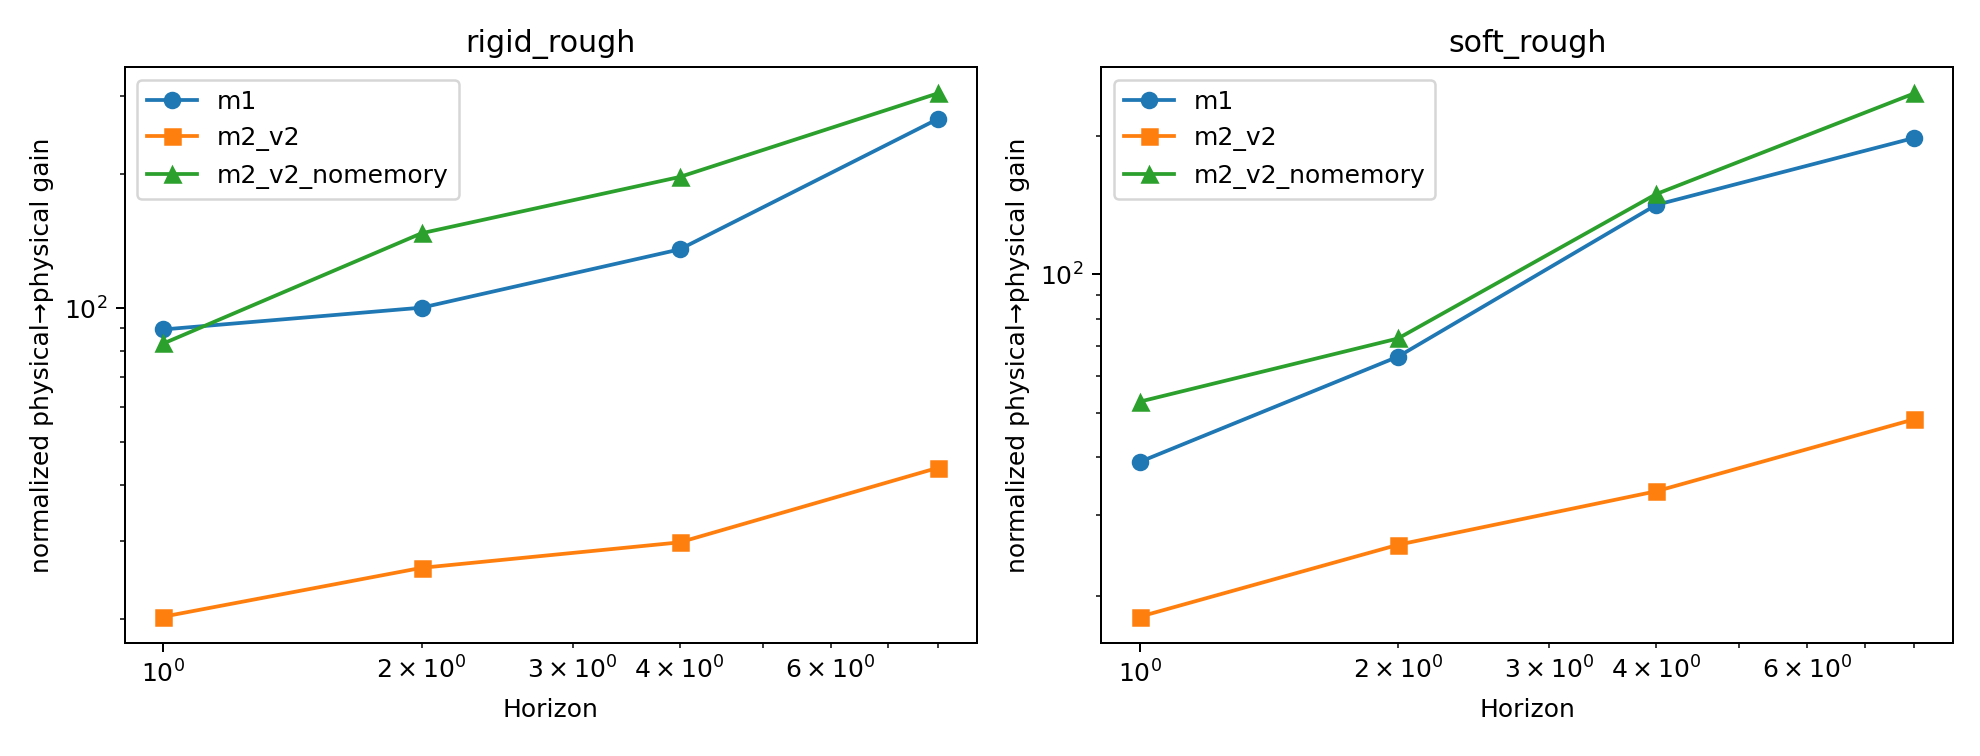 rigid_rough
m1
m2_v2
m2_v2_nomemory
normalized physical→physical gain
10²
10⁰
2 × 10⁰
3 × 10⁰
4 × 10⁰
6 × 10⁰
Horizon
soft_rough
m1
m2_v2
m2_v2_nomemory
normalized physical→physical gain
10²
10⁰
2 × 10⁰
3 × 10⁰
4 × 10⁰
6 × 10⁰
Horizon